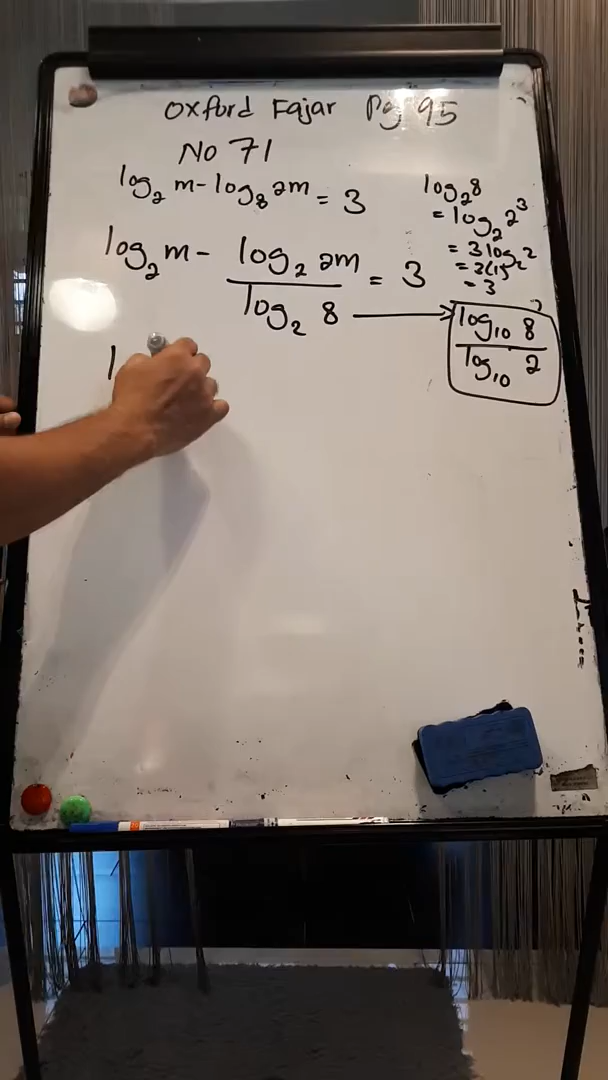 Oxford Fajar Pg 95
No 71
log₂ m - log₈ 2m = 3
log₂ m - log₂ 2m / log₂ 8 = 3
l
log₂ 8
= log₂ 2³
= 3 log₂ 2
= 3(1)
= 3
log₁₀ 8 / log₁₀ 2